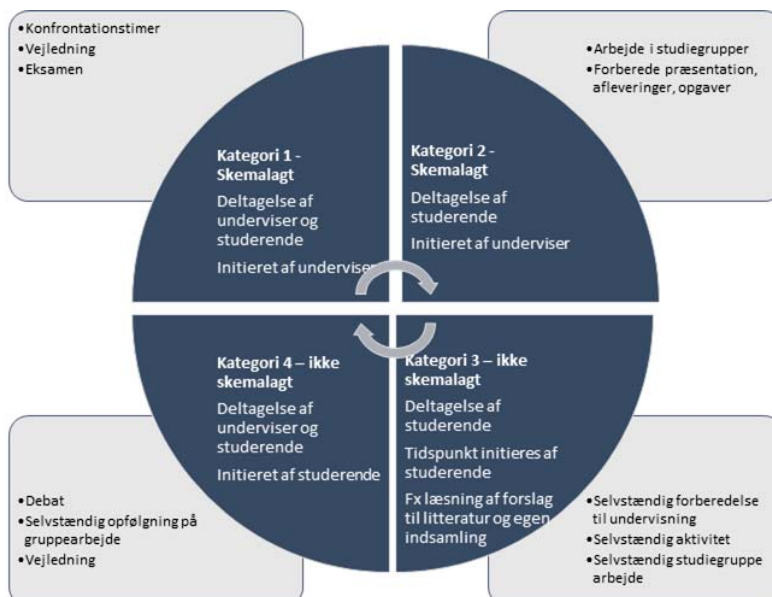 •Konfrontationstimer
•Vejledning
•Eksamen
•Arbejde i studiegrupper
•Forberede præsentation,
afleveringer, opgaver
Kategori 1 -
Skemalagt
Deltagelse af
underviser og
studerende
Initieret af underviser
Kategori 2 -
Skemalagt
Deltagelse af
studerende
Initieret af underviser
Kategori 4 – ikke
skemalagt
Deltagelse af
underviser og
studerende
Initieret af studerende
Kategori 3 – ikke
skemalagt
Deltagelse af
studerende
Tidspunkt initieres af
studerende
Fx læsning af forslag
til litteratur og egen
indsamling
•Debat
•Selvstændig opfølgning på
gruppearbejde
•Vejledning
•Selvstændig forberedelse
til undervisning
•Selvstændig aktivitet
•Selvstændig studiegruppe
arbejde